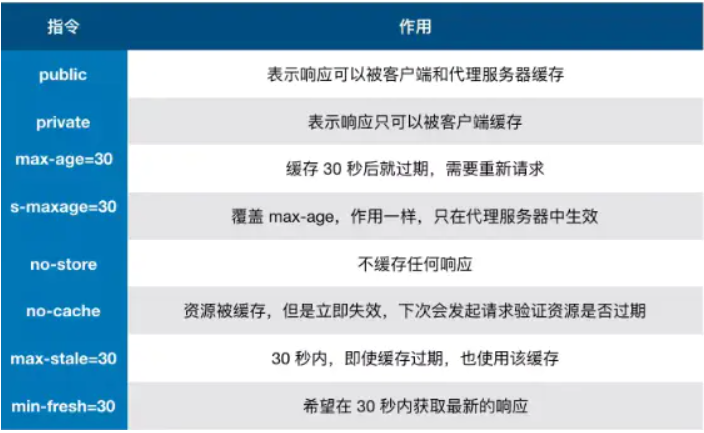 指令 作用
public 表示响应可以被客户端和代理服务器缓存
private 表示响应只可以被客户端缓存
max-age=30 缓存 30 秒后就过期，需要重新请求
s-maxage=30 覆盖 max-age，作用一样，只在代理服务器中生效
no-store 不缓存任何响应
no-cache 资源被缓存，但是立即失效，下次会发起请求验证资源是否过期
max-stale=30 30 秒内，即使缓存过期，也使用该缓存
min-fresh=30 希望在 30 秒内获取最新的响应